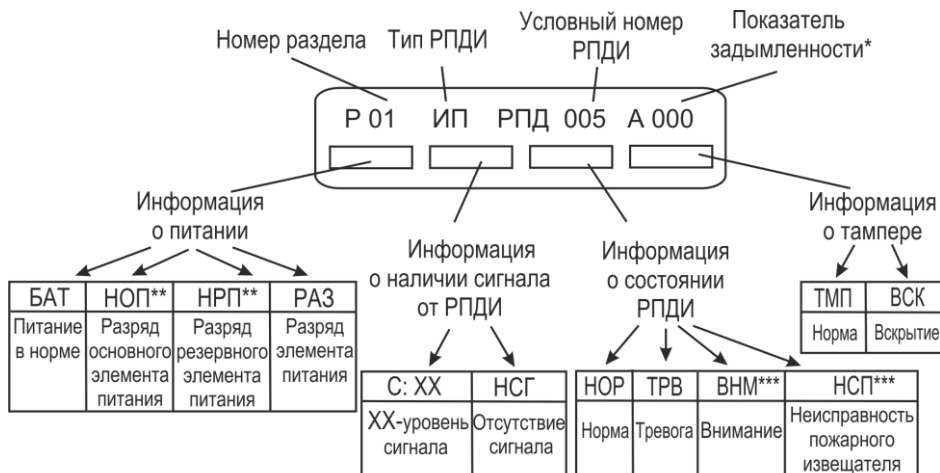 Номер раздела
Тип РПДИ
Условный номер
РПДИ
Показатель
задымленности*
Р 01 ИП РПД 005 А 000
Информация
о питании
Информация
о наличии сигнала
от РПДИ
Информация
о состоянии
РПДИ
Информация
о тампере
БАТ НОП** НРП** РАЗ
Питание
в норме
Разряд
основного
элемента
питания
Разряд
резервного
элемента
питания
Разряд
элемента
питания
С: ХХ НСГ
ХХ-уровень
сигнала
Отсутствие
сигнала
НОР ТРВ ВНМ*** НСП***
Норма Тревога Внимание
Неисправность
пожарного
извещателя
ТМП ВСК
Норма Вскрытие